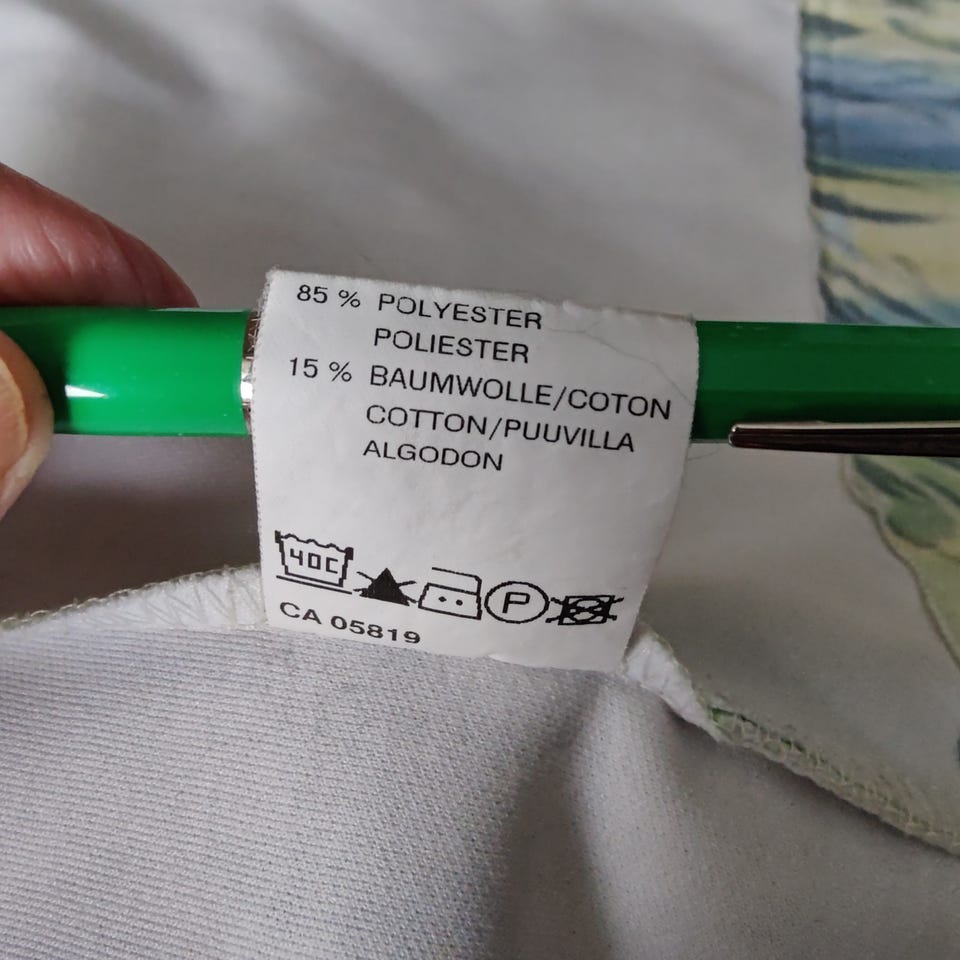 85 % POLYESTER
POLIESTER
15 % BAUMWOLLE/COTON
COTTON/PUUVILLA
ALGODON
40C
P
CA 05819